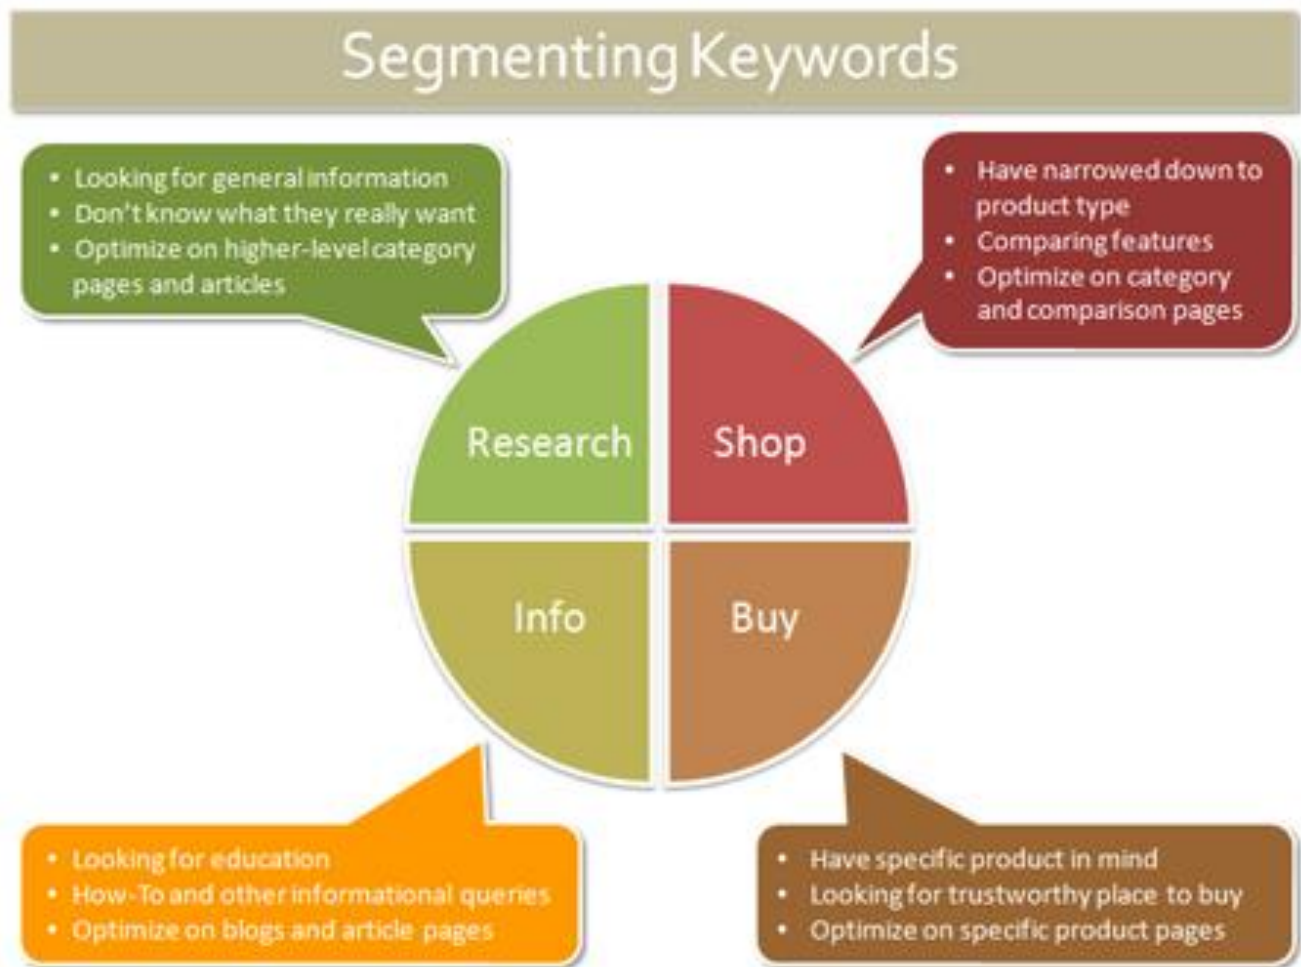 Segmenting Keywords
• Looking for general information
• Don't know what they really want
• Optimize on higher-level category
pages and articles
• Have narrowed down to
product type
• Comparing features
• Optimize on category
and comparison pages
Research
Shop
Info
Buy
• Looking for education
• How-To and other informational queries
• Optimize on blogs and article pages
• Have specific product in mind
• Looking for trustworthy place to buy
• Optimize on specific product pages